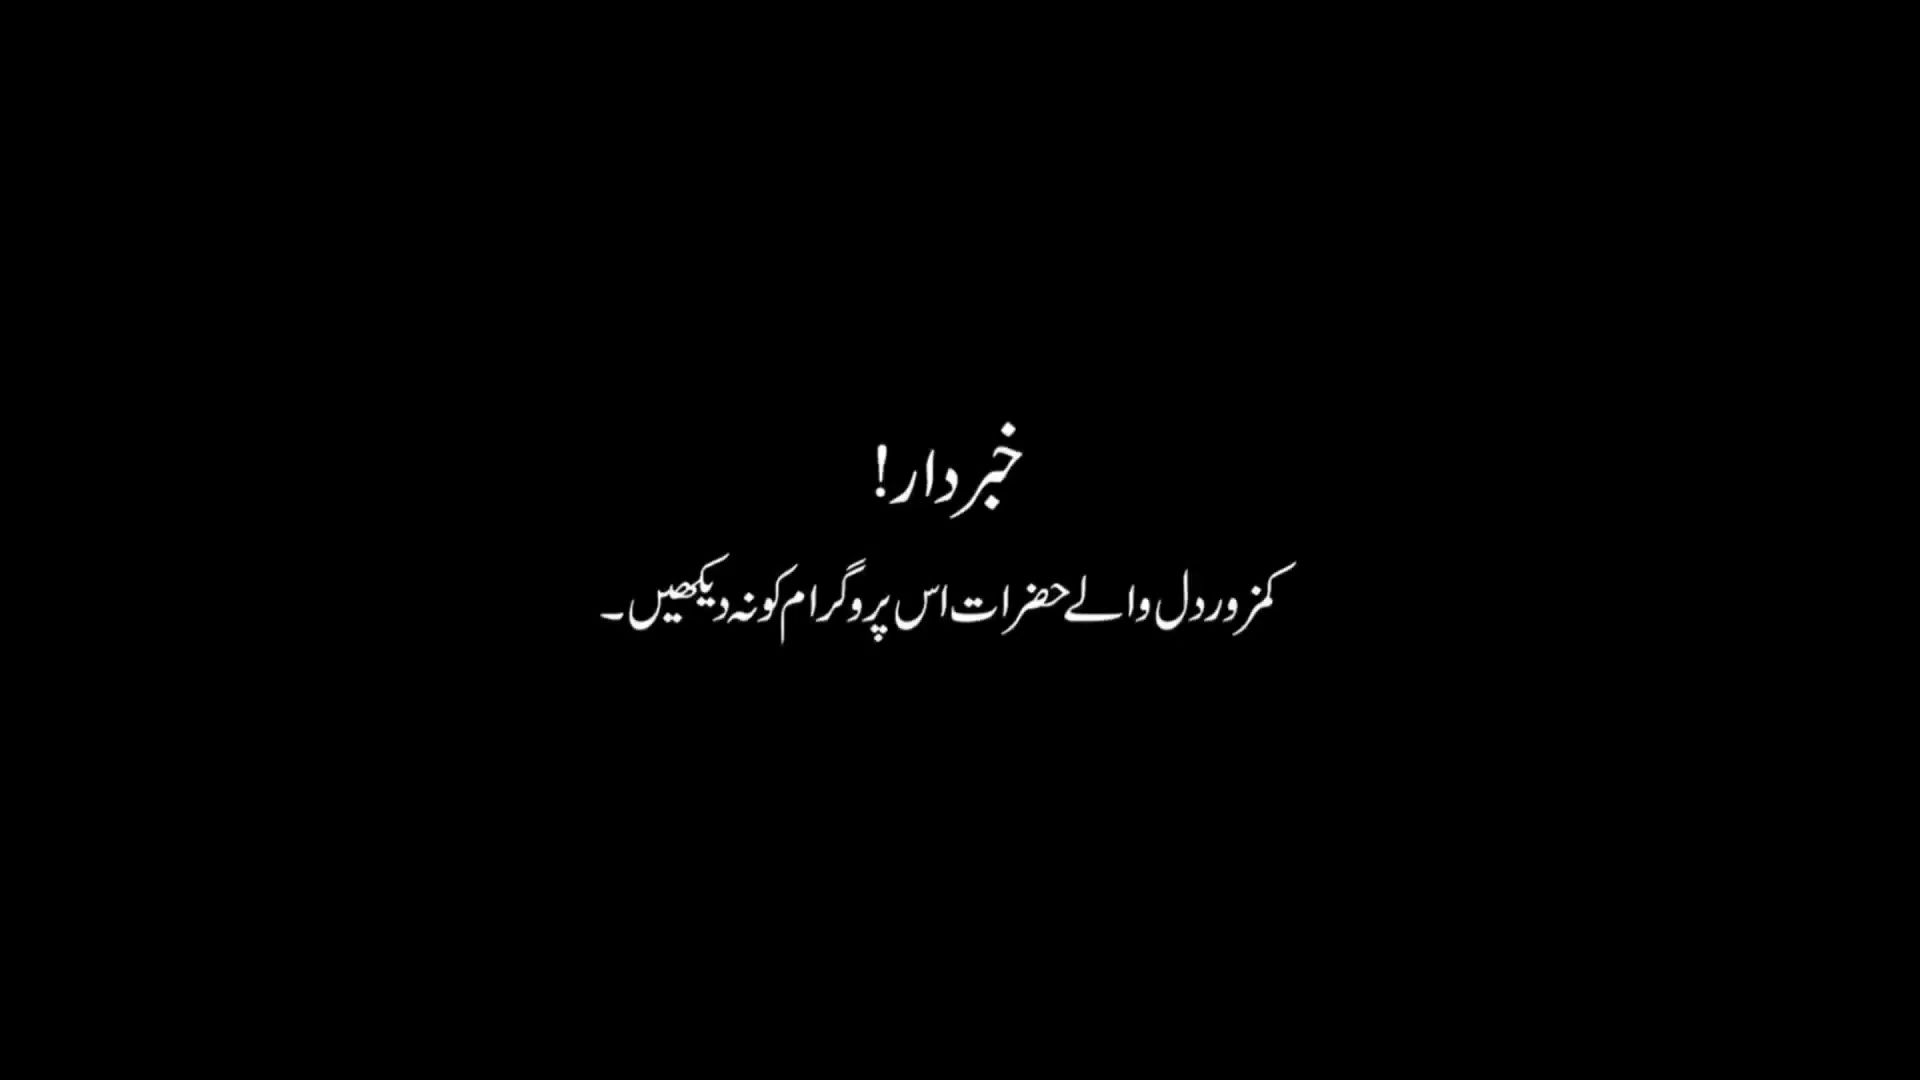 خبردار!
کمزور دل والے حضرات اس پروگرام کو نہ دیکھیں۔